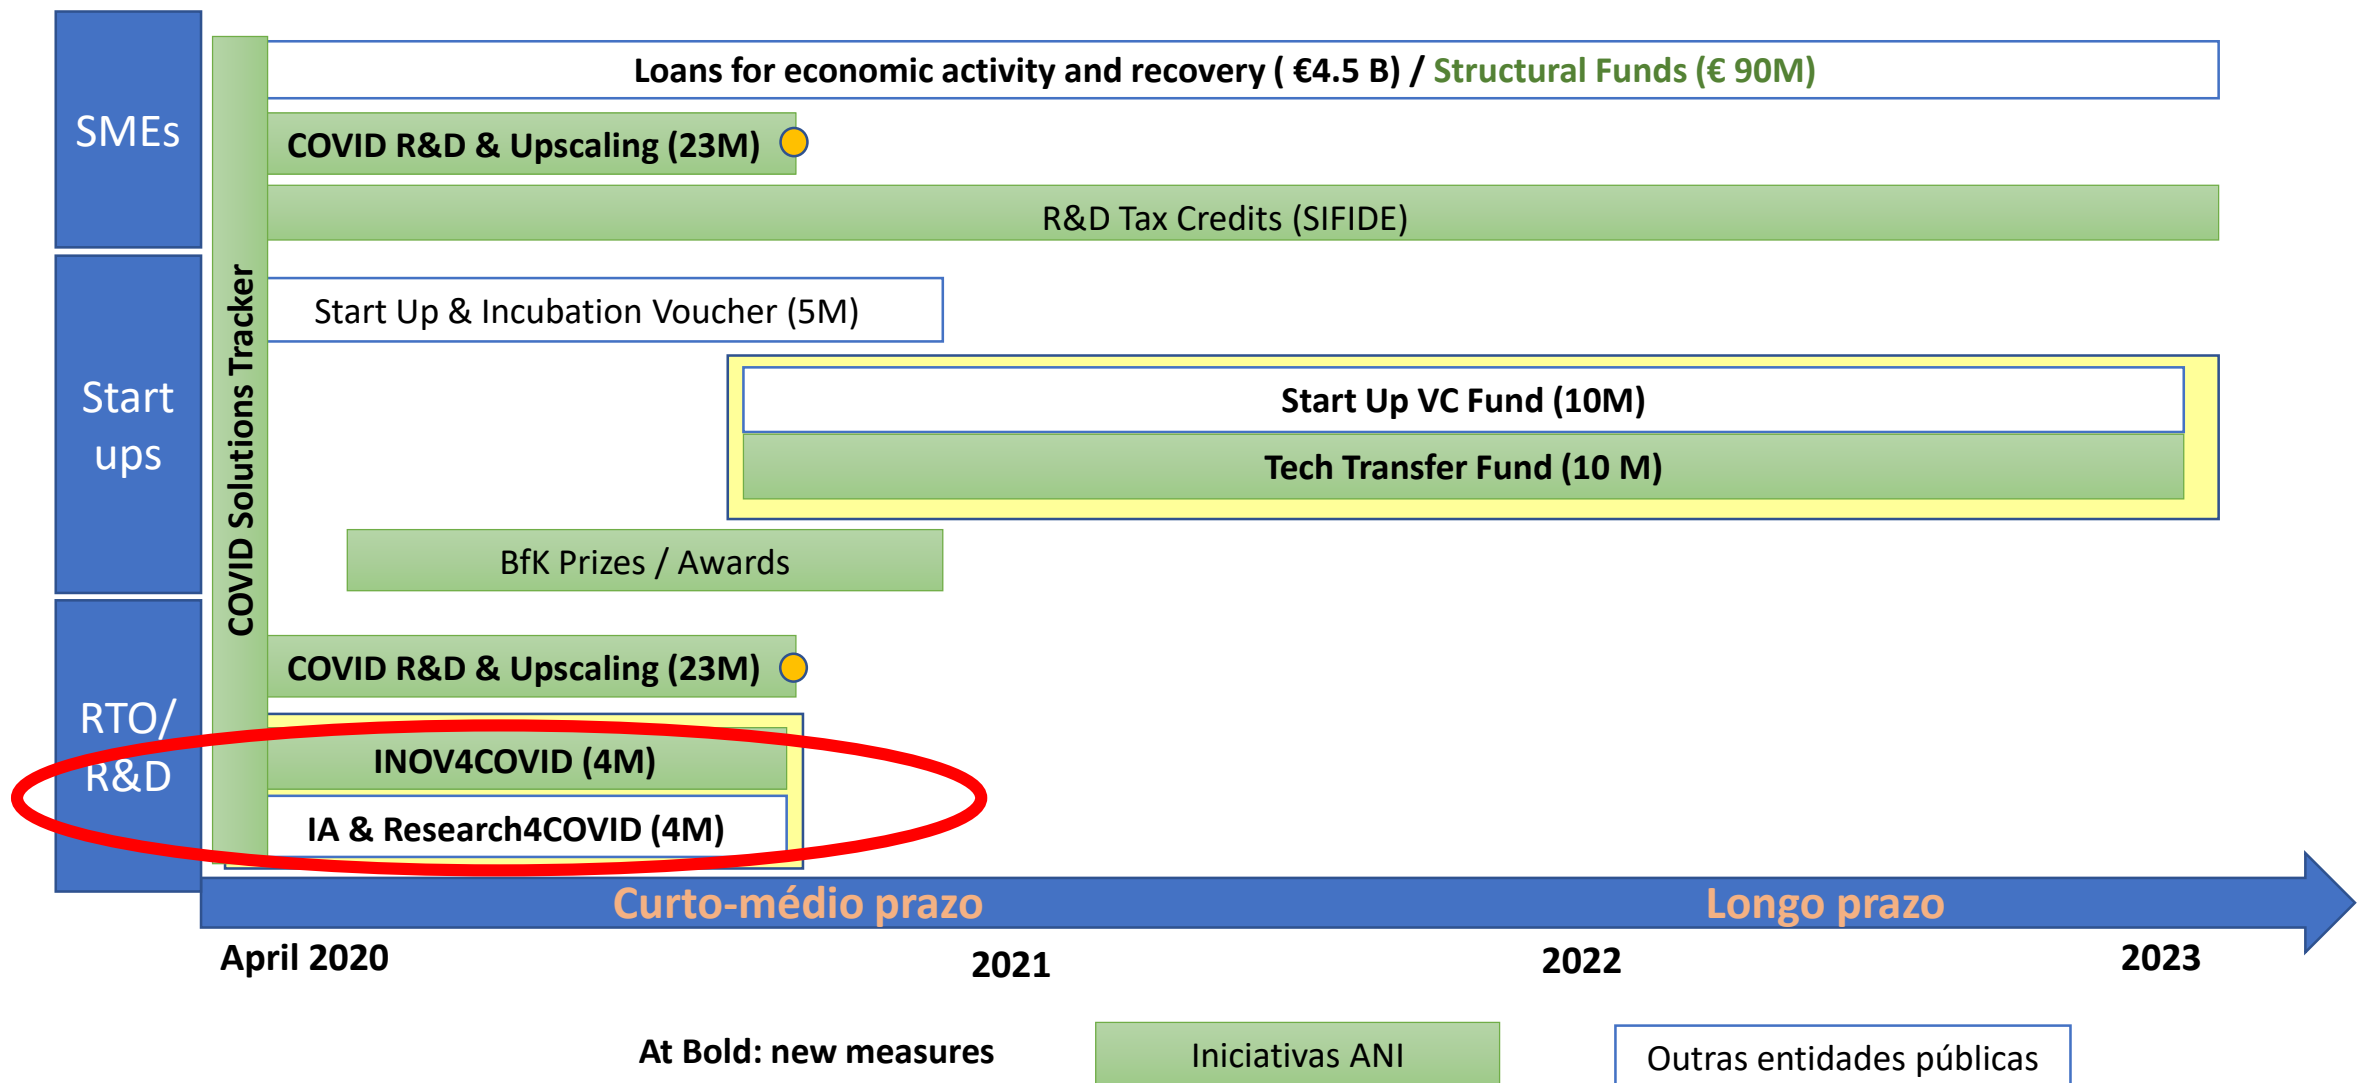 SMEs
Loans for economic activity and recovery ( €4.5 B) / Structural Funds (€ 90M)
COVID R&D & Upscaling (23M)
R&D Tax Credits (SIFIDE)
COVID Solutions Tracker
Start
ups
Start Up & Incubation Voucher (5M)
Start Up VC Fund (10M)
Tech Transfer Fund (10 M)
BfK Prizes / Awards
RTO/
R&D
COVID R&D & Upscaling (23M)
INOV4COVID (4M)
IA & Research4COVID (4M)
Curto-médio prazo
Longo prazo
April 2020
2021
2022
2023
At Bold: new measures
Iniciativas ANI
Outras entidades públicas